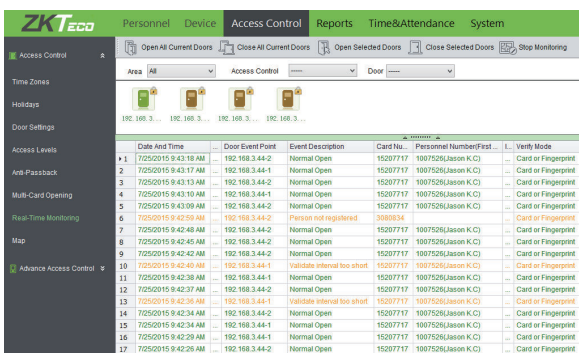 ZKTeco Personnel Device Access Control Reports Time&Attendance System
Open All Current Doors Close All Current Doors Open Selected Doors Close Selected Doors Stop Monitoring
Access Control
Area All Access Control ----- Door -----
Time Zones
Holidays
Door Settings
Access Levels
Anti-Passback
Multi-Card Opening
Real-Time Monitoring
Map
Advance Access Control
192.168.3... 192.168.3... 192.168.3... 192.168.3...
Date And Time ... Door Event Point Event Description Card Nu... Personnel Number(First ... I... Verify Mode
1 7/25/2015 9:43:18 AM ... 192.168.3.44-2 Normal Open 15207717 1007526(Jason K.C) ... Card or Fingerprint
2 7/25/2015 9:43:17 AM ... 192.168.3.44-1 Normal Open 15207717 1007526(Jason K.C) ... Card or Fingerprint
3 7/25/2015 9:43:13 AM ... 192.168.3.44-2 Normal Open 15207717 1007526(Jason K.C) ... Card or Fingerprint
4 7/25/2015 9:43:10 AM ... 192.168.3.44-1 Normal Open 15207717 1007526(Jason K.C) ... Card or Fingerprint
5 7/25/2015 9:43:09 AM ... 192.168.3.44-2 Normal Open 15207717 1007526(Jason K.C) ... Card or Fingerprint
6 7/25/2015 9:42:59 AM ... 192.168.3.44-2 Person not registered 3080834 ... Card or Fingerprint
7 7/25/2015 9:42:48 AM ... 192.168.3.44-2 Normal Open 15207717 1007526(Jason K.C) ... Card or Fingerprint
8 7/25/2015 9:42:45 AM ... 192.168.3.44-2 Normal Open 15207717 1007526(Jason K.C) ... Card or Fingerprint
9 7/25/2015 9:42:42 AM ... 192.168.3.44-2 Normal Open 15207717 1007526(Jason K.C) ... Card or Fingerprint
10 7/25/2015 9:42:40 AM ... 192.168.3.44-1 Validate interval too short 15207717 1007526(Jason K.C) ... Card or Fingerprint
11 7/25/2015 9:42:38 AM ... 192.168.3.44-1 Normal Open 15207717 1007526(Jason K.C) ... Card or Fingerprint
12 7/25/2015 9:42:37 AM ... 192.168.3.44-2 Normal Open 15207717 1007526(Jason K.C) ... Card or Fingerprint
13 7/25/2015 9:42:36 AM ... 192.168.3.44-1 Validate interval too short 15207717 1007526(Jason K.C) ... Card or Fingerprint
14 7/25/2015 9:42:34 AM ... 192.168.3.44-2 Normal Open 15207717 1007526(Jason K.C) ... Card or Fingerprint
15 7/25/2015 9:42:34 AM ... 192.168.3.44-1 Normal Open 15207717 1007526(Jason K.C) ... Card or Fingerprint
16 7/25/2015 9:42:29 AM ... 192.168.3.44-1 Normal Open 15207717 1007526(Jason K.C) ... Card or Fingerprint
17 7/25/2015 9:42:26 AM ... 192.168.3.44-2 Normal Open 15207717 1007526(Jason K.C) ... Card or Fingerprint